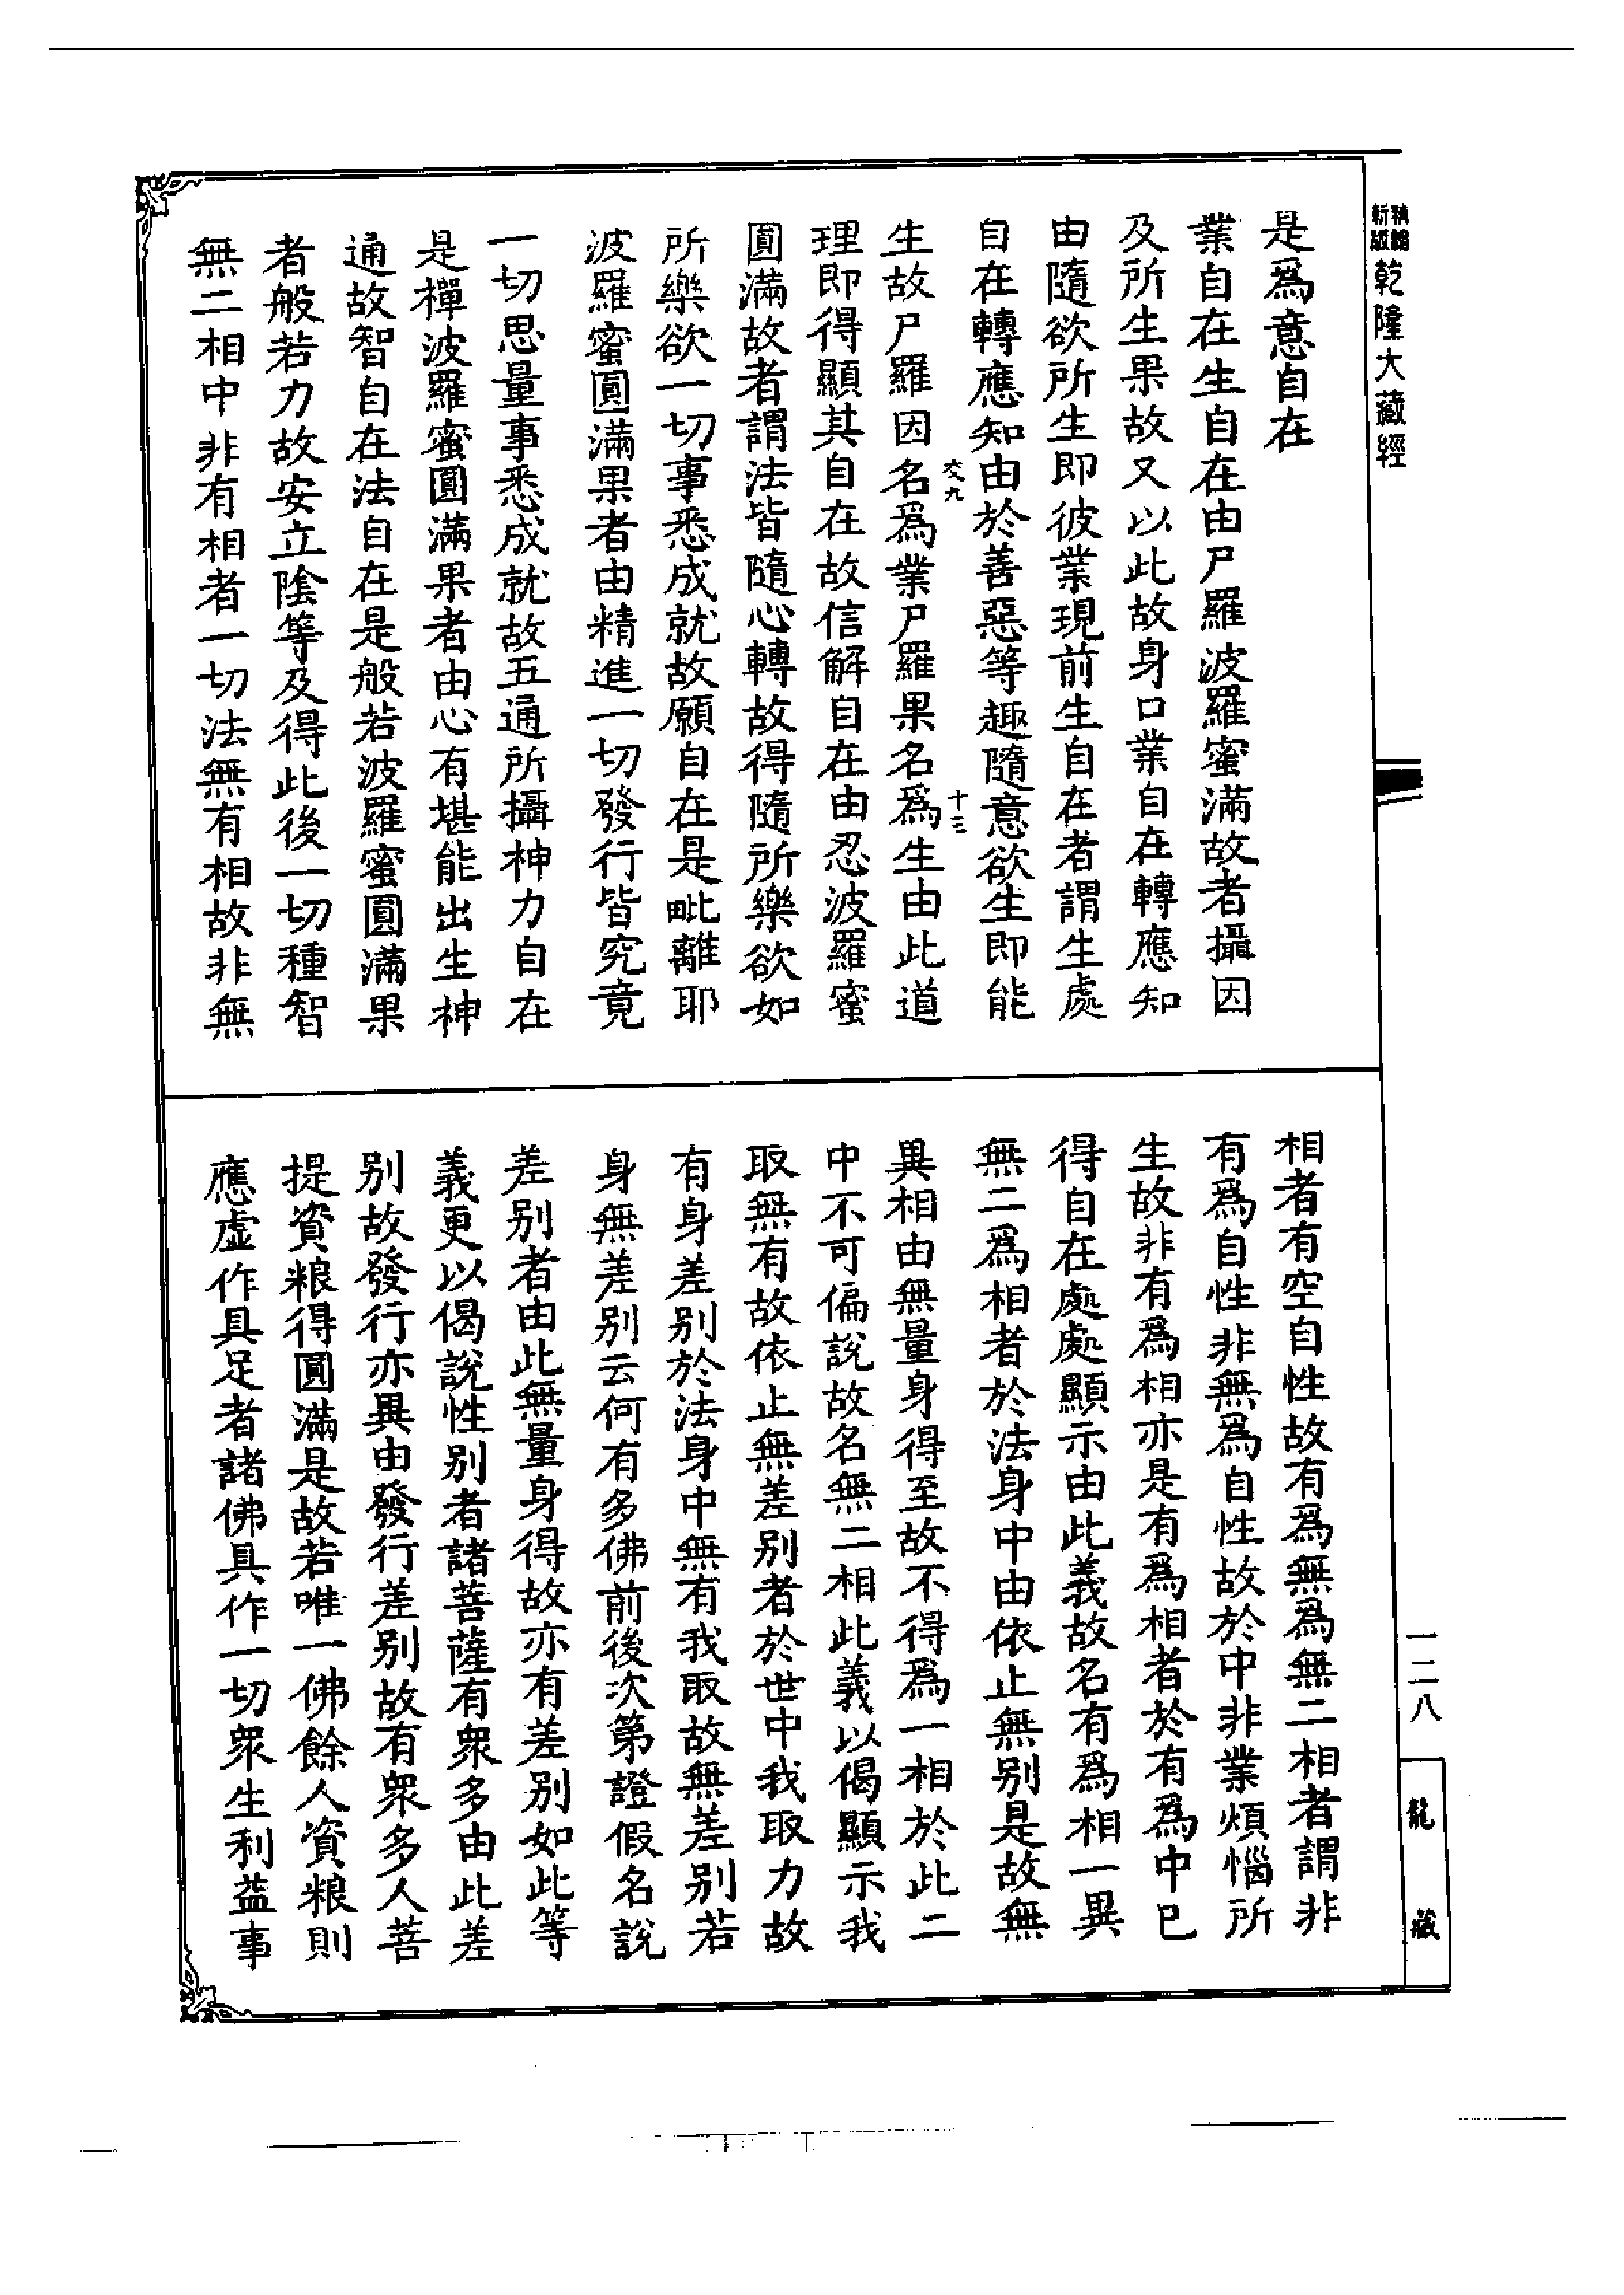 新編縮版乾隆大藏經
是爲意自在
業自在生自在由尸羅波羅蜜滿故者攝因
及所生果故又以此故身口業自在轉應知
由隨欲所生即彼業現前生自在者謂生處
自在轉應知由於善惡等趣隨意欲生即能
交九
十三
生故尸羅因名爲業尸羅果名爲生由此道
理即得顯其自在故信解自在由忍波羅蜜
圓滿故者謂法皆隨心轉故得隨所樂欲如
所樂欲一切事悉成就故願自在是毗離耶
波羅蜜圓滿果者由精進一切發行皆究竟
一切思量事悉成就故五通所攝神力自在
是禪波羅蜜圓滿果者由心有堪能出生神
通故智自在法自在是般若波羅蜜圓滿果
者般若力故安立陰等及得此後一切種智
無二相中非有相者一切法無有相故非無
相者有空自性故有爲無爲無二相者謂非
有爲自性非無爲自性故於中非業煩惱所
生故非有爲相亦是有爲相者於有爲中已
得自在處處顯示由此義故名有爲相一異
無二爲相者於法身中由依止無別是故無
異相由無量身得至故不得爲一相於此二
中不可偏說故名無二相此義以偈顯示我
取無有故依止無差別者於世中我取力故
有身差別於法身中無有我取故無差別若
身無差別云何有多佛前後次第證假名說
差別者由此無量身得故亦有差別如此等
義更以偈說性別者諸菩薩有衆多由此差
別故發行亦異由發行差別故有衆多人菩
提資粮得圓滿是故若唯一佛餘人資粮則
應虛作具足者諸佛具作一切衆生利益事
一二八
龍藏